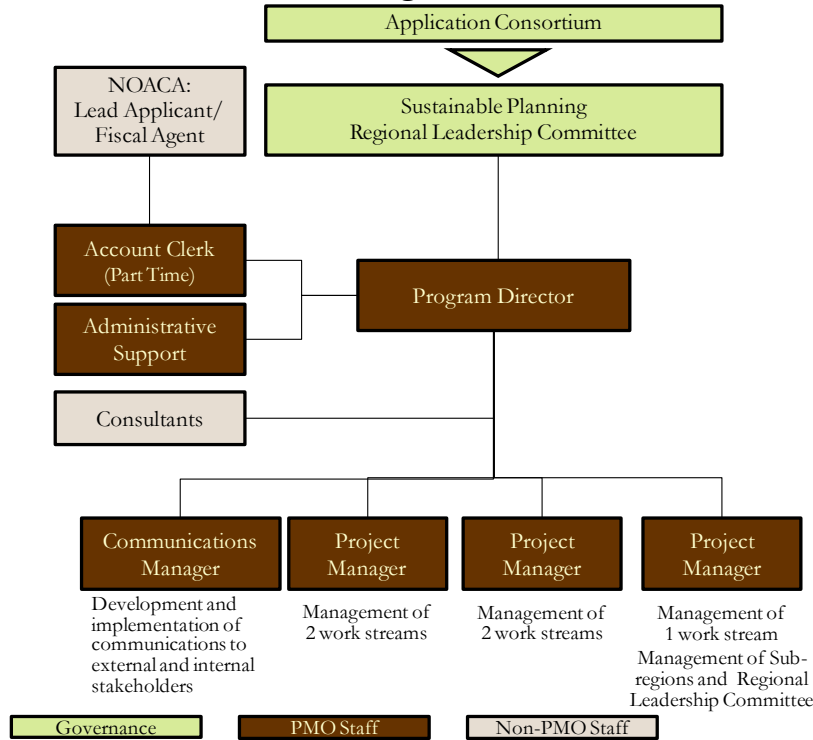 Application Consortium
NOACA:
Lead Applicant/
Fiscal Agent
Sustainable Planning
Regional Leadership Committee
Account Clerk
(Part Time)
Program Director
Administrative
Support
Consultants
Communications
Manager
Development and
implementation of
communications to
external and internal
stakeholders
Project
Manager
Management of
2 work streams
Project
Manager
Management of
2 work streams
Project
Manager
Management of
1 work stream
Management of Sub-
regions and Regional
Leadership Committee
Governance
PMO Staff
Non-PMO Staff